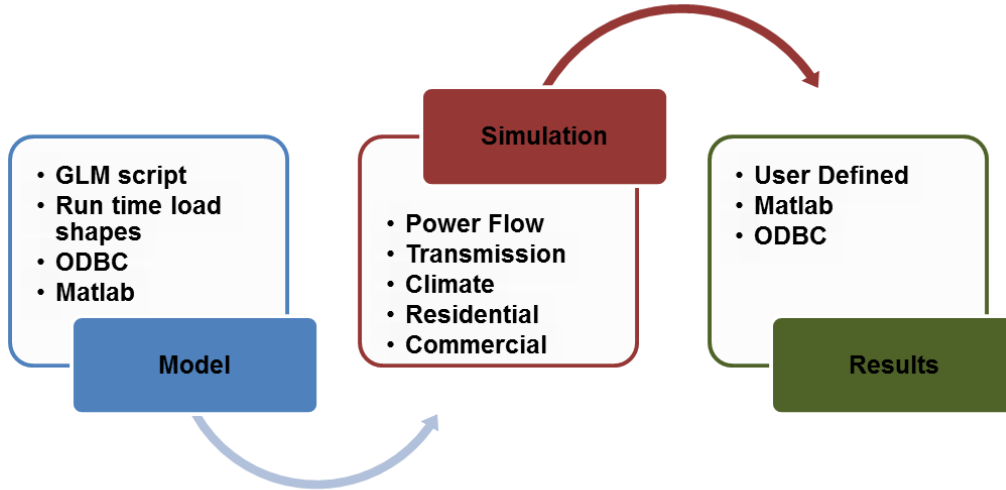 • GLM script
• Run time load
shapes
• ODBC
• Matlab
Model
Simulation
• Power Flow
• Transmission
• Climate
• Residential
• Commercial
• User Defined
• Matlab
• ODBC
Results